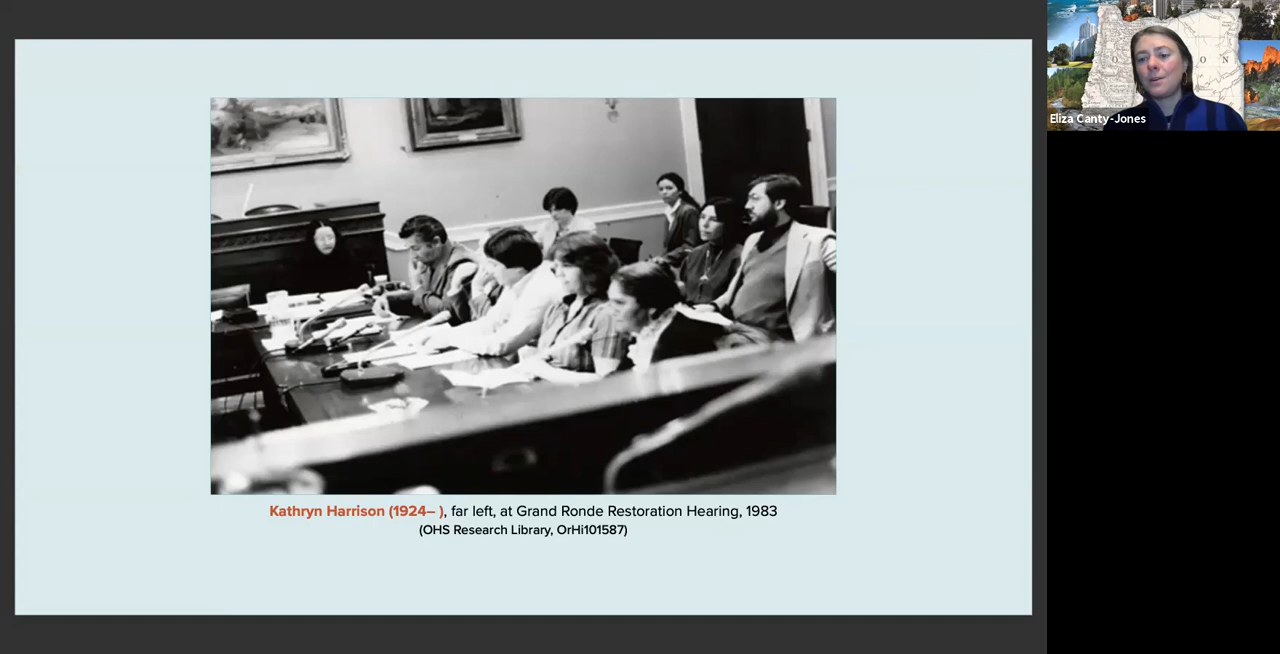 Kathryn Harrison (1924– ), far left, at Grand Ronde Restoration Hearing, 1983
(OHS Research Library, OrHi101587)
O O N
Eliza Canty-Jones